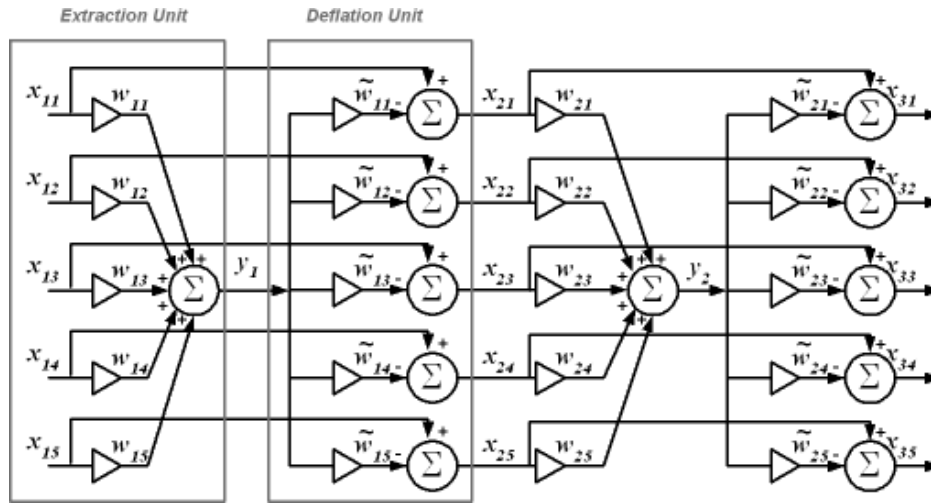 Extraction Unit Deflation Unit
+ +
x₁₁ w₁₁ w̃₁₁ - Σ x₂₁ w₂₁ w̃₂₁ - Σ x₃₁
+ +
x₁₂ w₁₂ w̃₁₂ - Σ x₂₂ w₂₂ w̃₂₂ - Σ x₃₂
+ + + + + +
x₁₃ w₁₃ + Σ y₁ w̃₁₃ - Σ x₂₃ w₂₃ + Σ y₂ w̃₂₃ - Σ x₃₃
+ + + + + +
x₁₄ w₁₄ w̃₁₄ - Σ x₂₄ w₂₄ w̃₂₄ - Σ x₃₄
+ +
x₁₅ w₁₅ w̃₁₅ - Σ x₂₅ w₂₅ w̃₂₅ - Σ x₃₅